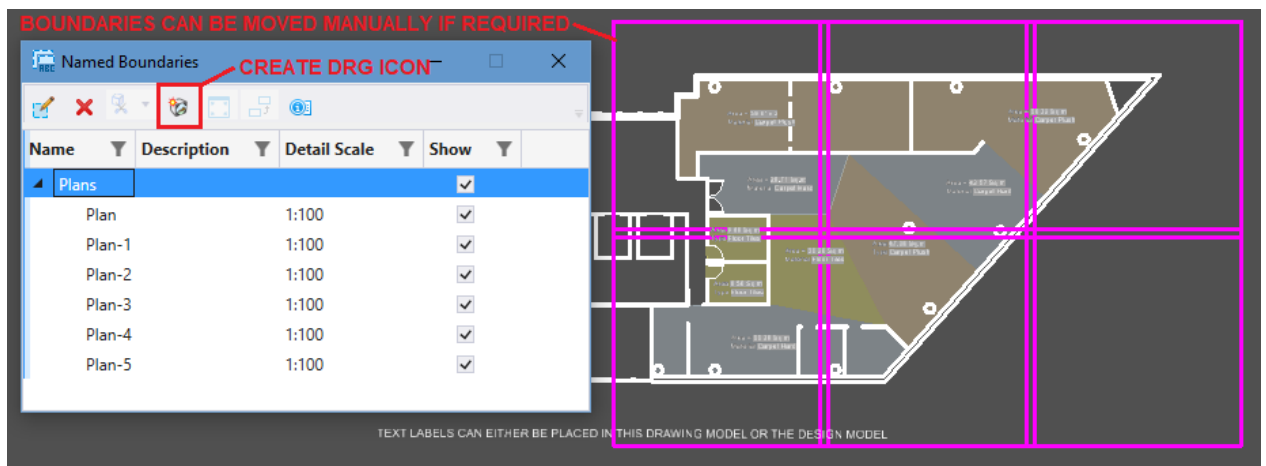 BOUNDARIES CAN BE MOVED MANUALLY IF REQUIRED
Named Boundaries
CREATE DRG ICON
Name Description Detail Scale Show
Plans
Plan 1:100
Plan-1 1:100
Plan-2 1:100
Plan-3 1:100
Plan-4 1:100
Plan-5 1:100
TEXT LABELS CAN EITHER BE PLACED IN THIS DRAWING MODEL OR THE DESIGN MODEL